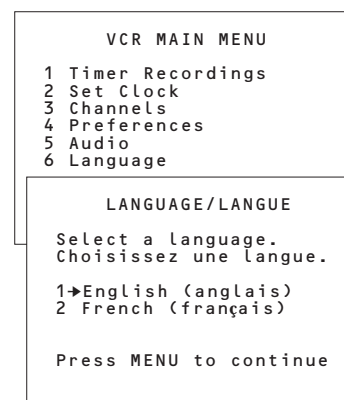 VCR MAIN MENU
1 Timer Recordings
2 Set Clock
3 Channels
4 Preferences
5 Audio
6 Language
LANGUAGE/LANGUE
Select a language.
Choisissez une langue.
1→English (anglais)
2 French (français)
Press MENU to continue